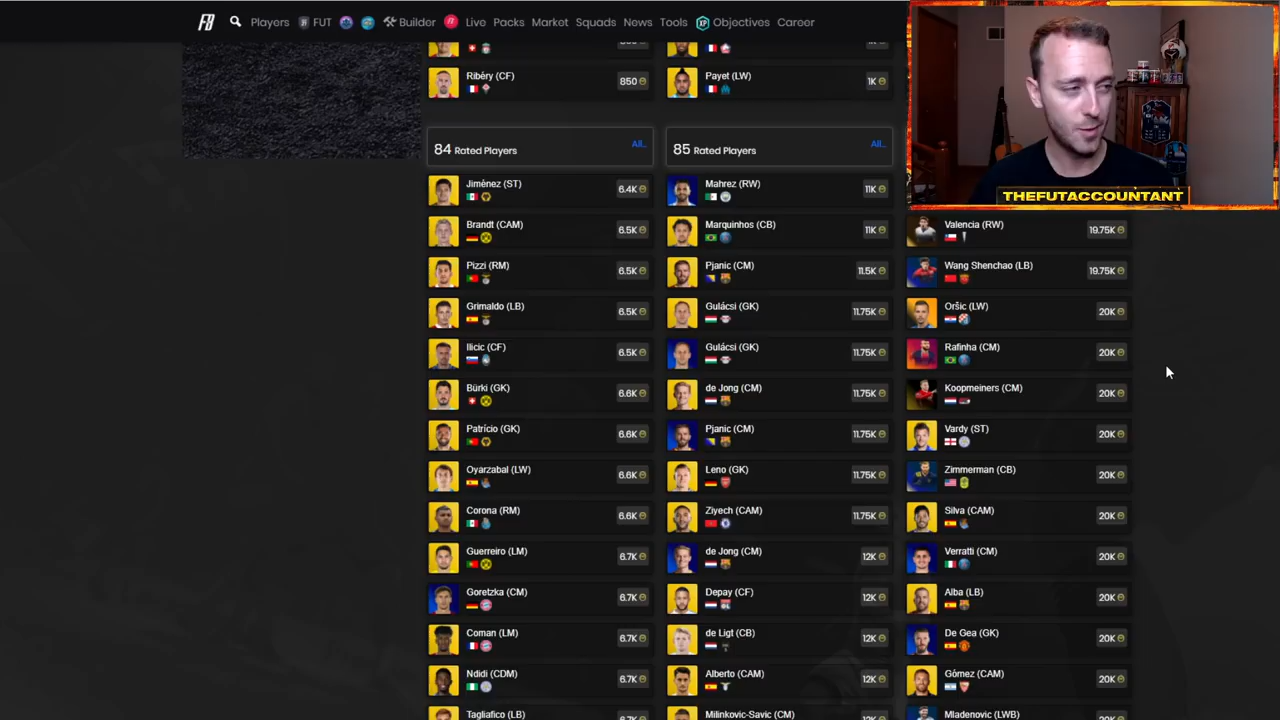 Players FUT Builder Live Packs Market Squads News Tools XP Objectives Career
1K
Ribéry (CF) 850
Payet (LW) 1K
84 Rated Players All..
85 Rated Players All..
Jiménez (ST) 6.4K
Brandt (CAM) 6.5K
Pizzi (RM) 6.5K
Grimaldo (LB) 6.5K
Ilicic (CF) 6.5K
Bürki (GK) 6.6K
Patrício (GK) 6.6K
Oyarzabal (LW) 6.6K
Corona (RM) 6.6K
Guerreiro (LM) 6.7K
Goretzka (CM) 6.7K
Coman (LM) 6.7K
Ndidi (CDM) 6.7K
Tagliafico (LB) 6.7K
Mahrez (RW) 11K
Marquinhos (CB) 11K
Pjanic (CM) 11.5K
Gulácsi (GK) 11.75K
Gulácsi (GK) 11.75K
de Jong (CM) 11.75K
Pjanic (CM) 11.75K
Leno (GK) 11.75K
Ziyech (CAM) 11.75K
de Jong (CM) 12K
Depay (CF) 12K
de Ligt (CB) 12K
Alberto (CAM) 12K
Milinkovic-Savic (CM) 12K
Valencia (RW) 19.75K
Wang Shenchao (LB) 19.75K
Oršic (LW) 20K
Rafinha (CM) 20K
Koopmeiners (CM) 20K
Vardy (ST) 20K
Zimmerman (CB) 20K
Silva (CAM) 20K
Verratti (CM) 20K
Alba (LB) 20K
De Gea (GK) 20K
Gómez (CAM) 20K
Mladenovic (LWB) 20K
THEFUTACCOUNTANT